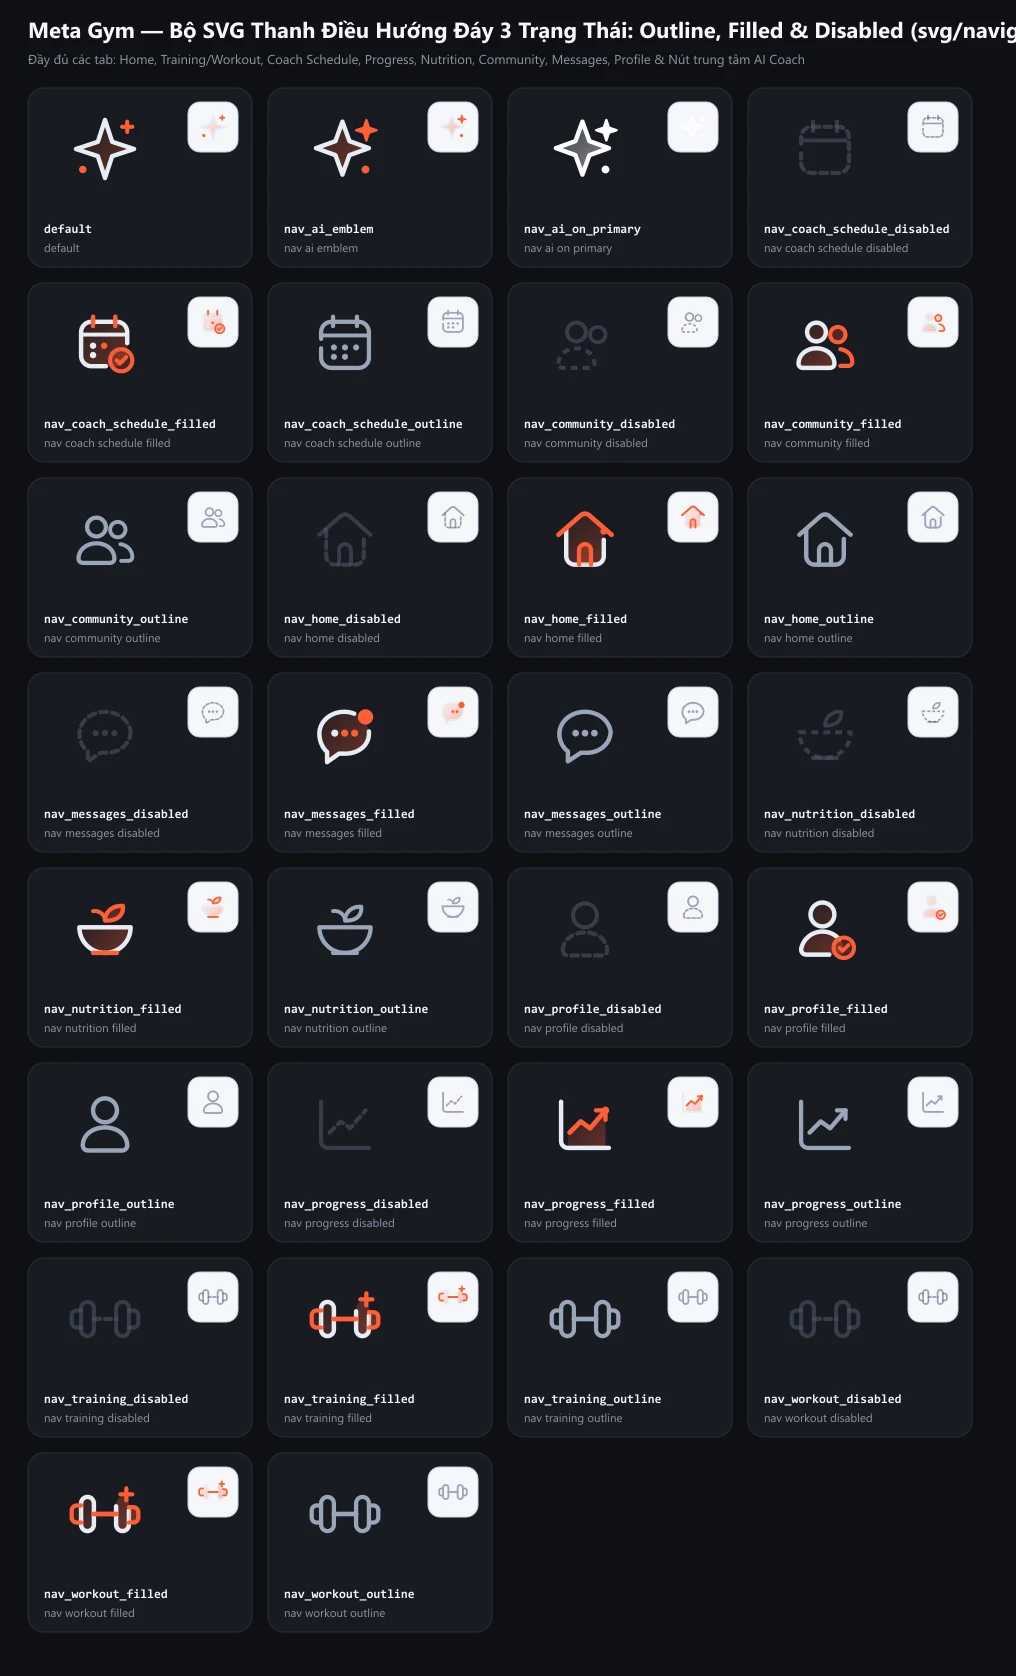 Meta Gym — Bộ SVG Thanh Điều Hướng Đáy 3 Trạng Thái: Outline, Filled & Disabled (svg/navig
Đầy đủ các tab: Home, Training/Workout, Coach Schedule, Progress, Nutrition, Community, Messages, Profile & Nút trung tâm AI Coach
default
default
nav_ai_emblem
nav ai emblem
nav_ai_on_primary
nav ai on primary
nav_coach_schedule_disabled
nav coach schedule disabled
nav_coach_schedule_filled
nav coach schedule filled
nav_coach_schedule_outline
nav coach schedule outline
nav_community_disabled
nav community disabled
nav_community_filled
nav community filled
nav_community_outline
nav community outline
nav_home_disabled
nav home disabled
nav_home_filled
nav home filled
nav_home_outline
nav home outline
nav_messages_disabled
nav messages disabled
nav_messages_filled
nav messages filled
nav_messages_outline
nav messages outline
nav_nutrition_disabled
nav nutrition disabled
nav_nutrition_filled
nav nutrition filled
nav_nutrition_outline
nav nutrition outline
nav_profile_disabled
nav profile disabled
nav_profile_filled
nav profile filled
nav_profile_outline
nav profile outline
nav_progress_disabled
nav progress disabled
nav_progress_filled
nav progress filled
nav_progress_outline
nav progress outline
nav_training_disabled
nav training disabled
nav_training_filled
nav training filled
nav_training_outline
nav training outline
nav_workout_disabled
nav workout disabled
nav_workout_filled
nav workout filled
nav_workout_outline
nav workout outline